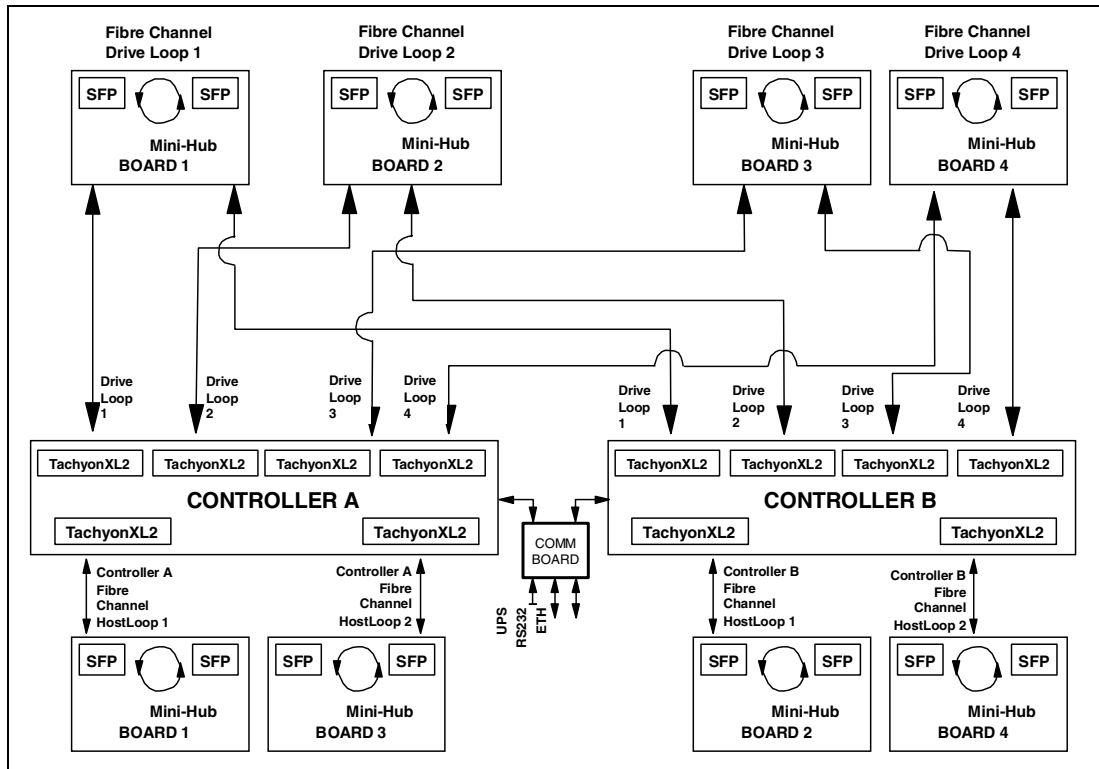 Fibre Channel
Drive Loop 1
Fibre Channel
Drive Loop 2
Fibre Channel
Drive Loop 3
Fibre Channel
Drive Loop 4
SFP
SFP
Mini-Hub
BOARD 1
SFP
SFP
Mini-Hub
BOARD 2
SFP
SFP
Mini-Hub
BOARD 3
SFP
SFP
Mini-Hub
BOARD 4
Drive
Loop
1
Drive
Loop
2
Drive
Loop
3
Drive
Loop
4
Drive
Loop
1
Drive
Loop
2
Drive
Loop
3
Drive
Loop
4
TachyonXL2
TachyonXL2
TachyonXL2
TachyonXL2
CONTROLLER A
TachyonXL2
TachyonXL2
TachyonXL2
TachyonXL2
TachyonXL2
TachyonXL2
CONTROLLER B
TachyonXL2
TachyonXL2
COMM
BOARD
UPS
RS232
ETH
Controller A
Fibre
Channel
HostLoop 1
Controller A
Fibre
Channel
HostLoop 2
Controller B
Fibre
Channel
HostLoop 1
Controller B
Fibre
Channel
HostLoop 2
SFP
SFP
Mini-Hub
BOARD 1
SFP
SFP
Mini-Hub
BOARD 3
SFP
SFP
Mini-Hub
BOARD 2
SFP
SFP
Mini-Hub
BOARD 4